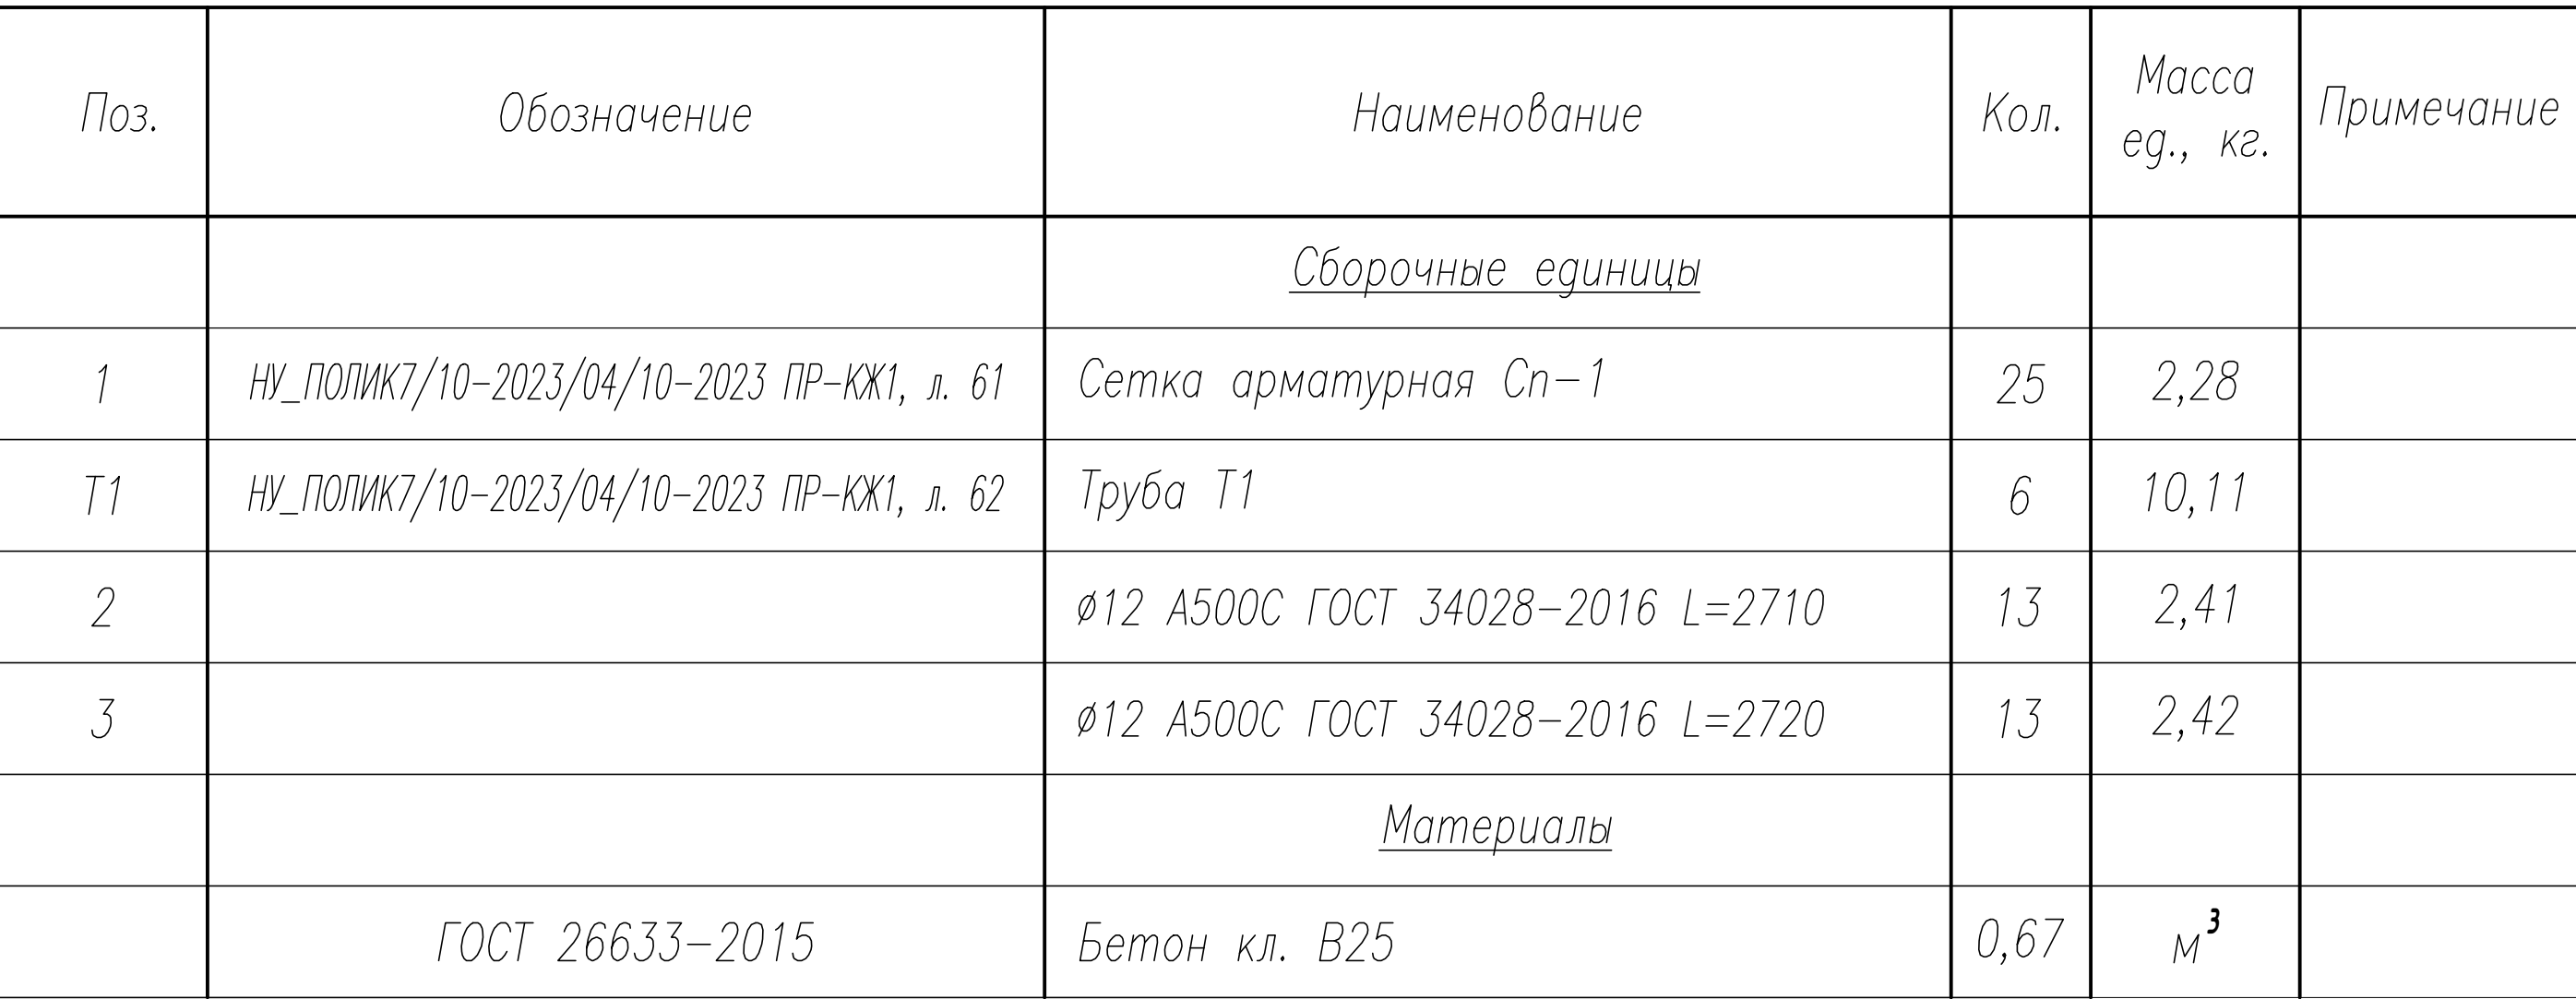 Поз. Обозначение Наименование Кол. Масса ед., кг. Примечание
Сборочные единицы
1 НУ_ПОЛИК7/10-2023/04/10-2023 ПР-КЖ1, л. 61 Сетка арматурная Сп-1 25 2,28
Т1 НУ_ПОЛИК7/10-2023/04/10-2023 ПР-КЖ1, л. 62 Труба Т1 6 10,11
2 ⌀12 А500С ГОСТ 34028-2016 L=2710 13 2,41
3 ⌀12 А500С ГОСТ 34028-2016 L=2720 13 2,42
Материалы
ГОСТ 26633-2015 Бетон кл. В25 0,67 м³